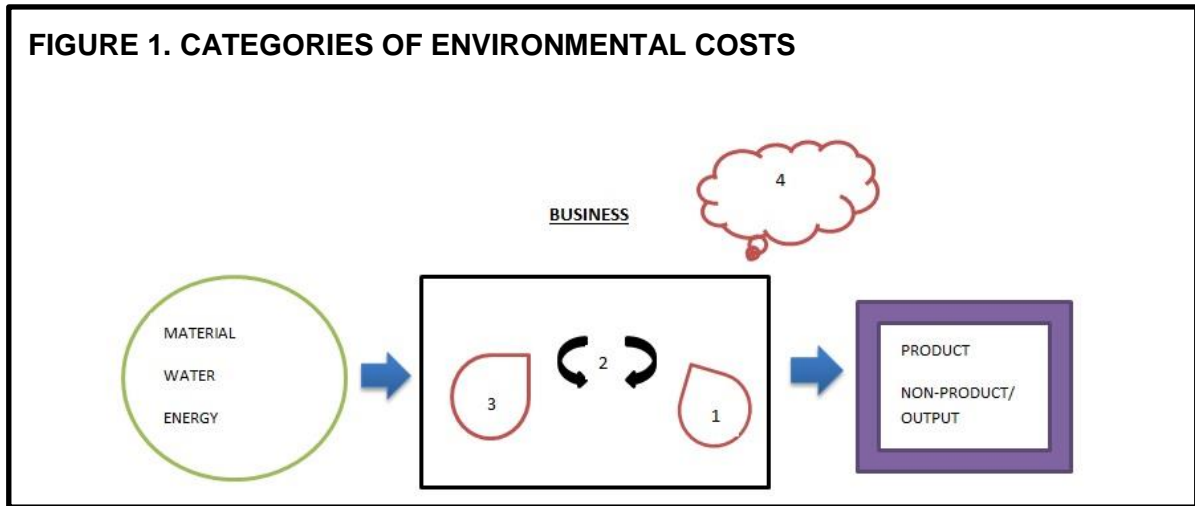 FIGURE 1. CATEGORIES OF ENVIRONMENTAL COSTS
4
BUSINESS
MATERIAL
WATER
ENERGY
3
2
1
PRODUCT
NON-PRODUCT/
OUTPUT